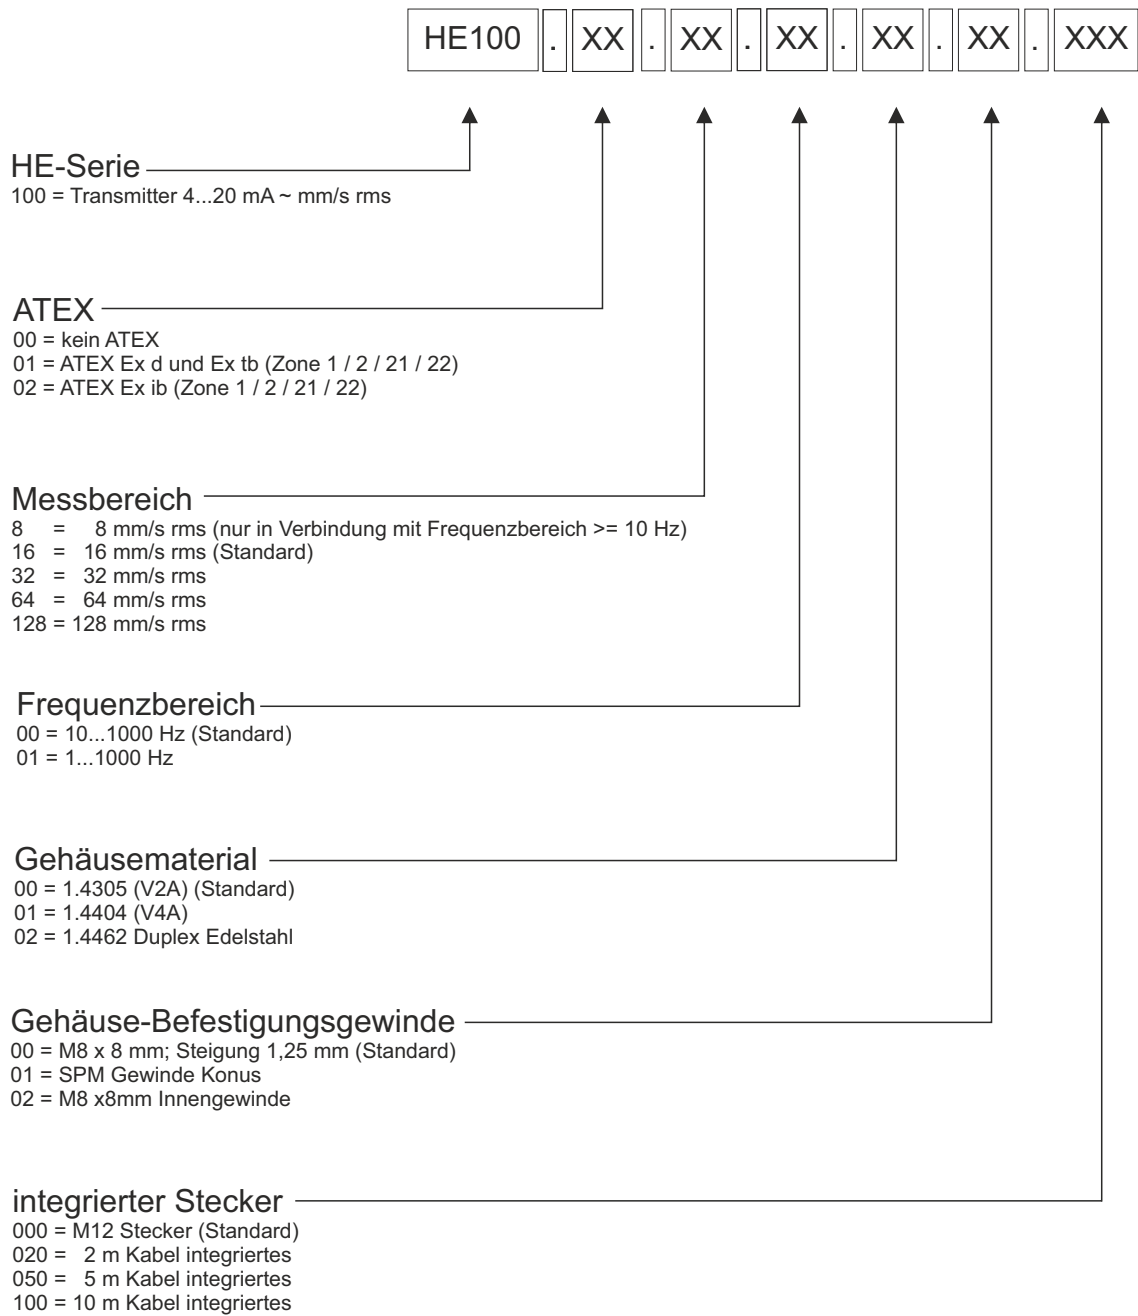 HE100 . XX . XX . XX . XX . XX . XXX
HE-Serie
100 = Transmitter 4...20 mA ~ mm/s rms
ATEX
00 = kein ATEX
01 = ATEX Ex d und Ex tb (Zone 1 / 2 / 21 / 22)
02 = ATEX Ex ib (Zone 1 / 2 / 21 / 22)
Messbereich
8 = 8 mm/s rms (nur in Verbindung mit Frequenzbereich >= 10 Hz)
16 = 16 mm/s rms (Standard)
32 = 32 mm/s rms
64 = 64 mm/s rms
128 = 128 mm/s rms
Frequenzbereich
00 = 10...1000 Hz (Standard)
01 = 1...1000 Hz
Gehäusematerial
00 = 1.4305 (V2A) (Standard)
01 = 1.4404 (V4A)
02 = 1.4462 Duplex Edelstahl
Gehäuse-Befestigungsgewinde
00 = M8 x 8 mm; Steigung 1,25 mm (Standard)
01 = SPM Gewinde Konus
02 = M8 x8mm Innengewinde
integrierter Stecker
000 = M12 Stecker (Standard)
020 = 2 m Kabel integriertes
050 = 5 m Kabel integriertes
100 = 10 m Kabel integriertes